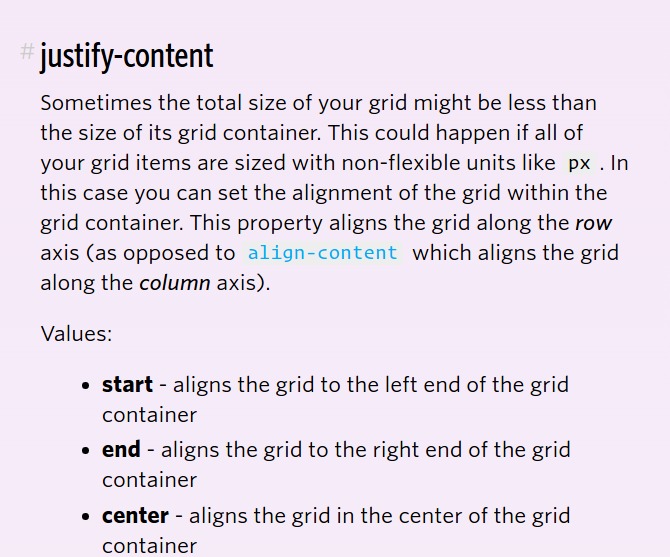 # justify-content
Sometimes the total size of your grid might be less than
the size of its grid container. This could happen if all of
your grid items are sized with non-flexible units like px . In
this case you can set the alignment of the grid within the
grid container. This property aligns the grid along the row
axis (as opposed to align-content which aligns the grid
along the column axis).
Values:
• start - aligns the grid to the left end of the grid
container
• end - aligns the grid to the right end of the grid
container
• center - aligns the grid in the center of the grid
container